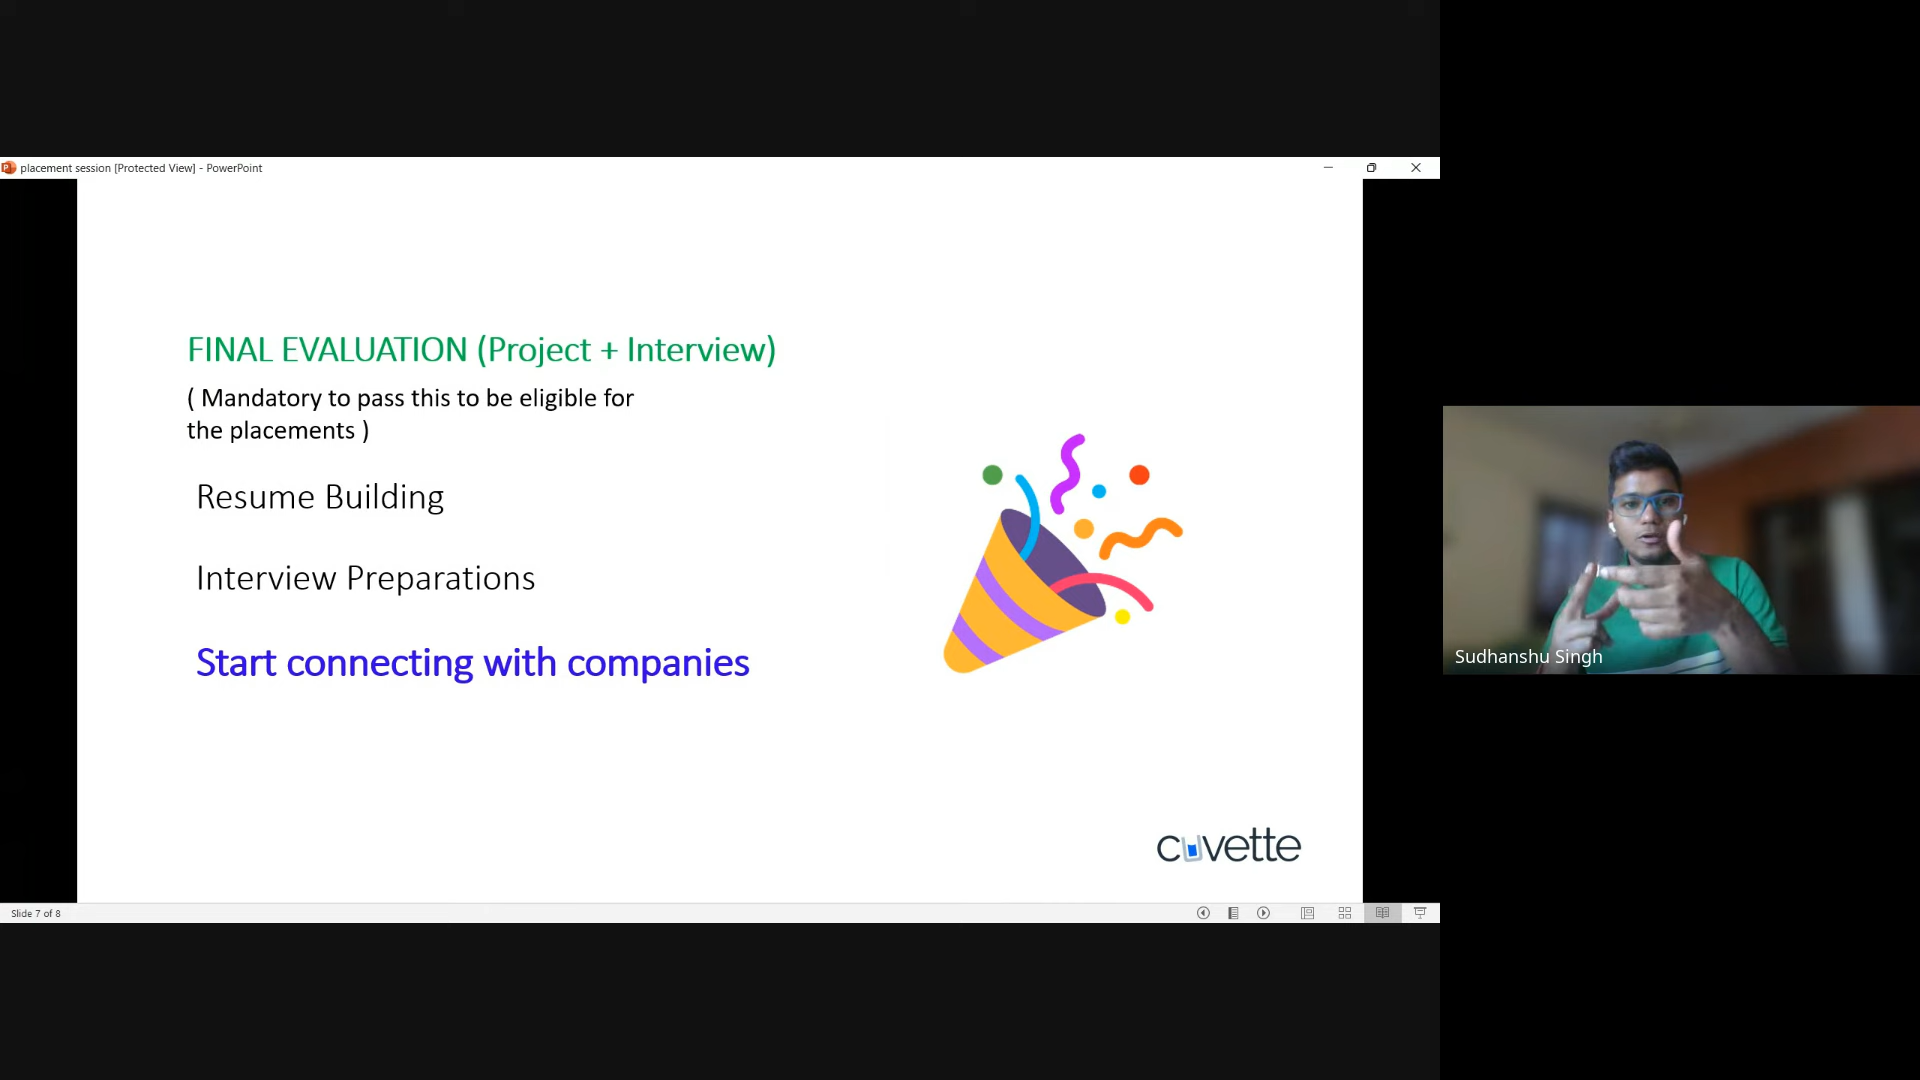 placement session [Protected View] - PowerPoint
FINAL EVALUATION (Project + Interview)
( Mandatory to pass this to be eligible for
the placements )
Resume Building
Interview Preparations
Start connecting with companies
cuvette
Slide 7 of 8
Sudhanshu Singh